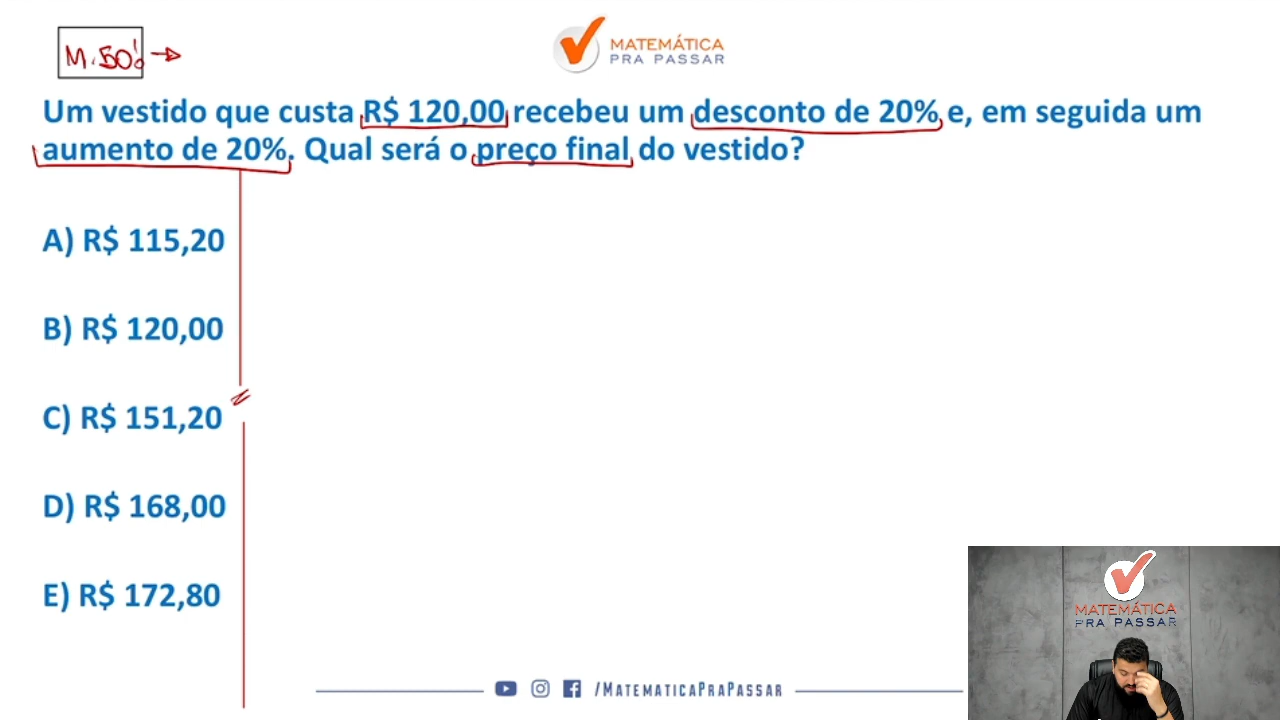 M.50%
MATEMÁTICA
PRA PASSAR
Um vestido que custa R$ 120,00 recebeu um desconto de 20% e, em seguida um
aumento de 20%. Qual será o preço final do vestido?
A) R$ 115,20
B) R$ 120,00
C) R$ 151,20
D) R$ 168,00
E) R$ 172,80
MATEMÁTICA
PRA PASSAR
/MATEMATICAPRAPASSAR